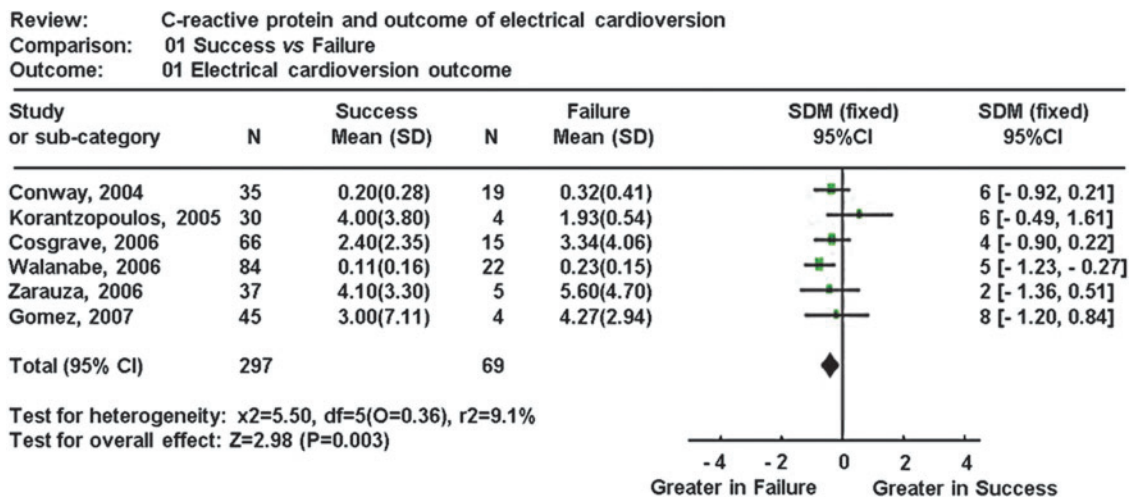 Review: C-reactive protein and outcome of electrical cardioversion
Comparison: 01 Success vs Failure
Outcome: 01 Electrical cardioversion outcome
Study Success Failure SDM (fixed) SDM (fixed)
or sub-category N Mean (SD) N Mean (SD) 95%CI 95%CI
Conway, 2004 35 0.20(0.28) 19 0.32(0.41) 6 [- 0.92, 0.21]
Korantzopoulos, 2005 30 4.00(3.80) 4 1.93(0.54) 6 [-0.49, 1.61]
Cosgrave, 2006 66 2.40(2.35) 15 3.34(4.06) 4 [- 0.90, 0.22]
Walanabe, 2006 84 0.11(0.16) 22 0.23(0.15) 5 [- 1.23, - 0.27]
Zarauza, 2006 37 4.10(3.30) 5 5.60(4.70) 2 [- 1.36, 0.51]
Gomez, 2007 45 3.00(7.11) 4 4.27(2.94) 8 [- 1.20, 0.84]
Total (95% CI) 297 69
Test for heterogeneity: x2=5.50, df=5(O=0.36), r2=9.1%
Test for overall effect: Z=2.98 (P=0.003)
- 4 - 2 0 2 4
Greater in Failure Greater in Success